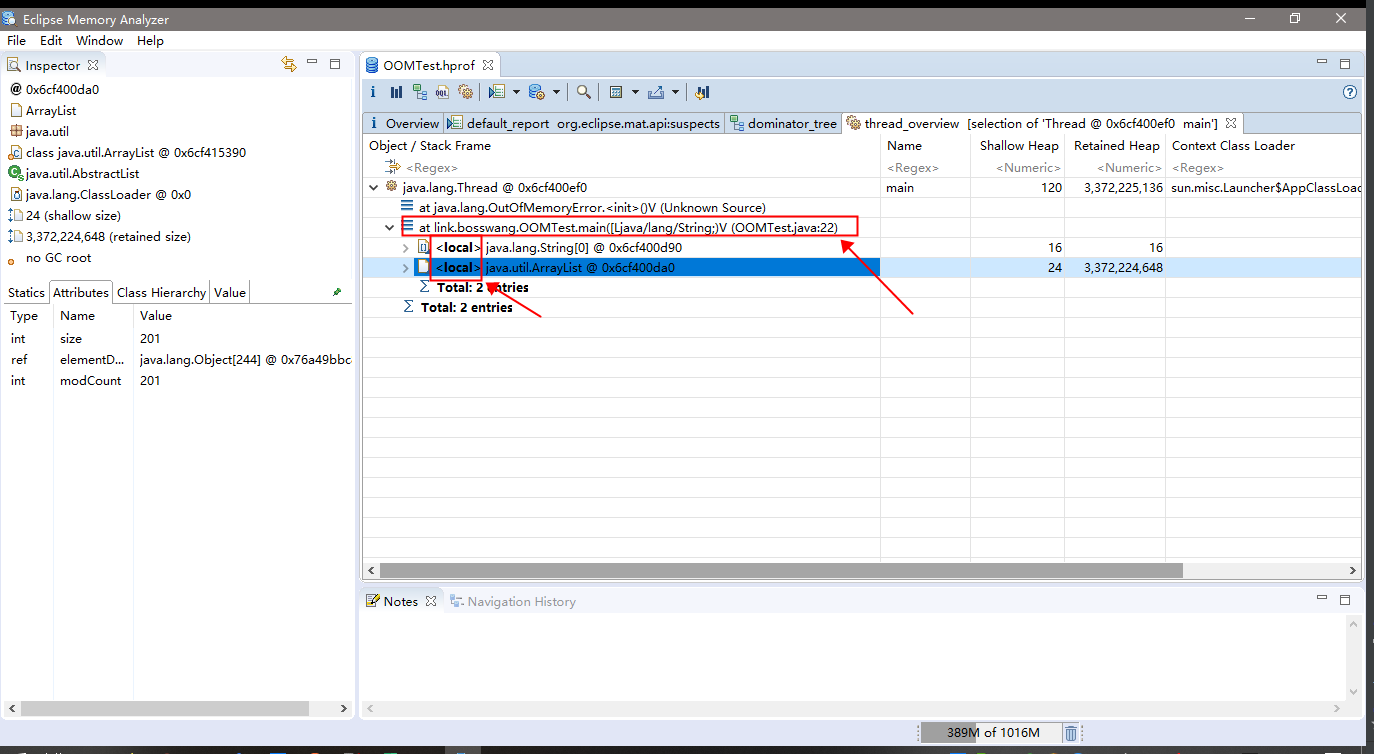 Eclipse Memory Analyzer
File Edit Window Help
Inspector
@ 0x6cf400da0
ArrayList
java.util
class java.util.ArrayList @ 0x6cf415390
java.util.AbstractList
java.lang.ClassLoader @ 0x0
24 (shallow size)
3,372,224,648 (retained size)
no GC root
Statics Attributes Class Hierarchy Value
Type Name Value
int size 201
ref elementD... java.lang.Object[244] @ 0x76a49bbc
int modCount 201
OOMTest.hprof
i Overview default_report org.eclipse.mat.api:suspects dominator_tree thread_overview [selection of 'Thread @ 0x6cf400ef0 main']
Object / Stack Frame Name Shallow Heap Retained Heap Context Class Loader
<Regex> <Regex> <Numeric> <Numeric> <Regex>
java.lang.Thread @ 0x6cf400ef0 main 120 3,372,225,136 sun.misc.Launcher$AppClassLoad
at java.lang.OutOfMemoryError.<init>()V (Unknown Source)
at link.bosswang.OOMTest.main([Ljava/lang/String;)V (OOMTest.java:22)
<local> java.lang.String[0] @ 0x6cf400d90 16 16
<local> java.util.ArrayList @ 0x6cf400da0 24 3,372,224,648
Σ Total: 2 entries
Σ Total: 2 entries
Notes Navigation History
389M of 1016M